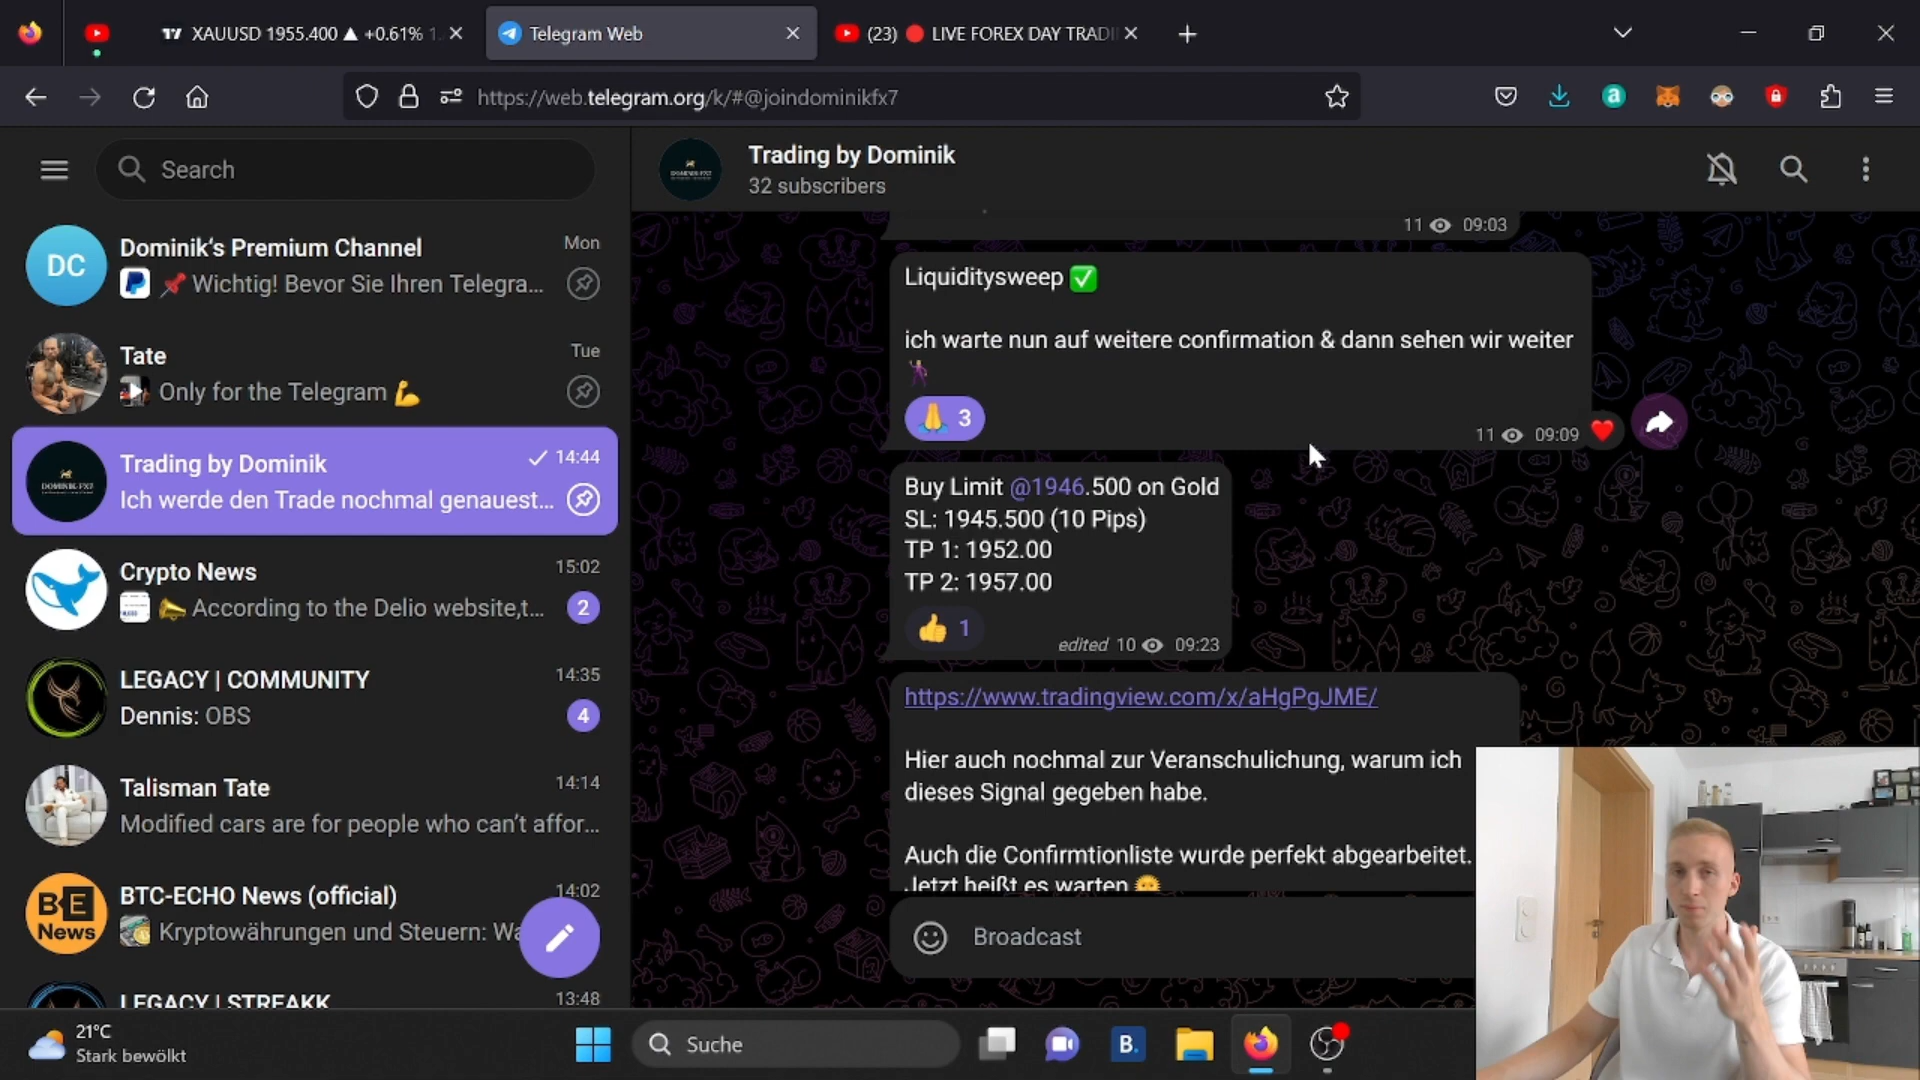 XAUUSD 1955.400 ▲ +0.61% 1.
Telegram Web
(23) 🔴 LIVE FOREX DAY TRADI
https://web.telegram.org/k/#@joindominikfx7
Search
Trading by Dominik
32 subscribers
DC
Dominik's Premium Channel
Mon
📌 Wichtig! Bevor Sie Ihren Telegra...
Tate
Tue
Only for the Telegram 💪
DOMINIK-FX7
Trading by Dominik
14:44
Ich werde den Trade nochmal genauest...
Crypto News
15:02
📣 According to the Delio website,t...
2
LEGACY | COMMUNITY
14:35
Dennis: OBS
4
Talisman Tate
14:14
Modified cars are for people who can't affor...
BE
News
BTC-ECHO News (official)
14:02
Kryptowährungen und Steuern: Wa
LEGACY | STREAKK
13:48
11 09:03
Liquiditysweep ✅
ich warte nun auf weitere confirmation & dann sehen wir weiter
🕺
🙏 3
11 09:09
Buy Limit @1946.500 on Gold
SL: 1945.500 (10 Pips)
TP 1: 1952.00
TP 2: 1957.00
👍 1
edited 10 09:23
https://www.tradingview.com/x/aHgPgJME/
Hier auch nochmal zur Veranschulichung, warum ich
dieses Signal gegeben habe.
Auch die Confirmtionliste wurde perfekt abgearbeitet.
Jetzt heißt es warten 🌞
Broadcast
21°C
Stark bewölkt
Suche
B.